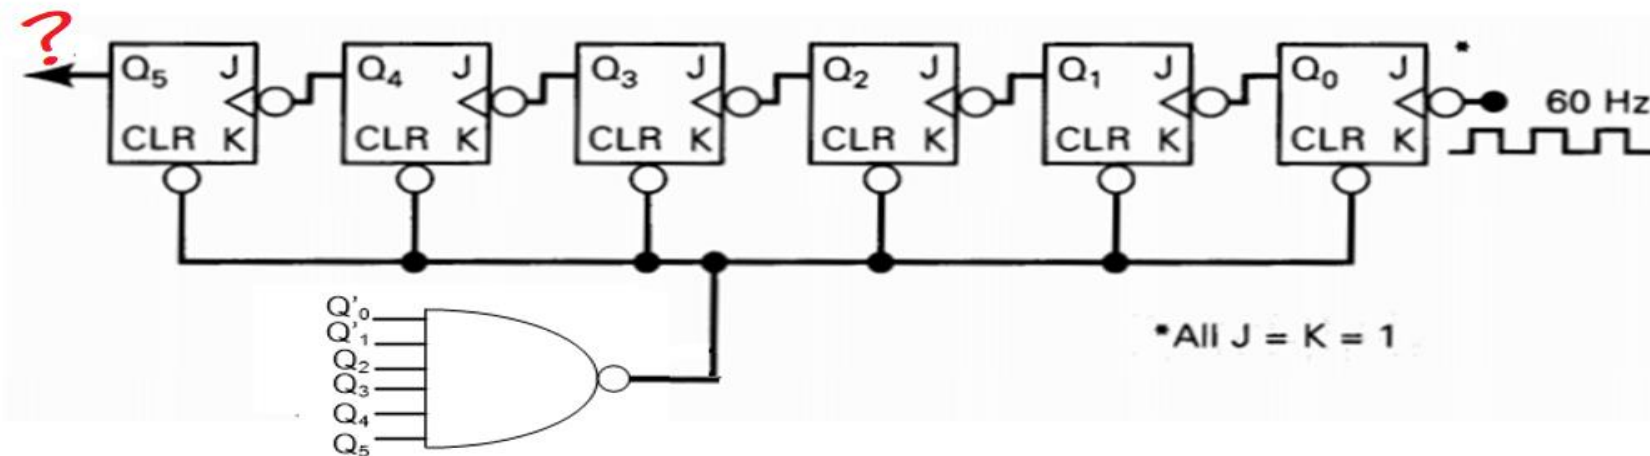 ?
Q₅ J Q₄ J Q₃ J Q₂ J Q₁ J Q₀ J *
60 Hz
CLR K CLR K CLR K CLR K CLR K CLR K
Q'₀
Q'₁
Q₂
Q₃
Q₄
Q₅
*All J = K = 1